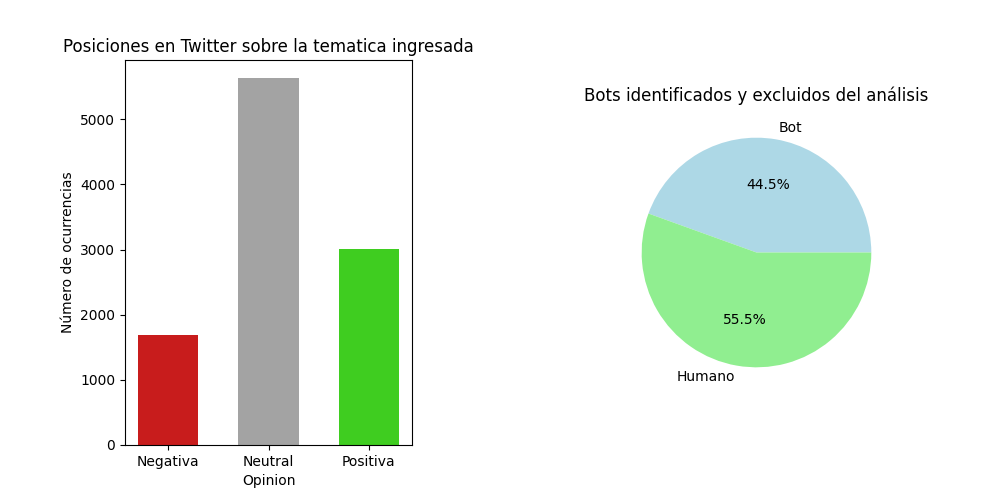 Posiciones en Twitter sobre la tematica ingresada
Número de ocurrencias
5000
4000
3000
2000
1000
0
Negativa
Neutral
Positiva
Opinion
Bots identificados y excluidos del análisis
Bot
44.5%
55.5%
Humano